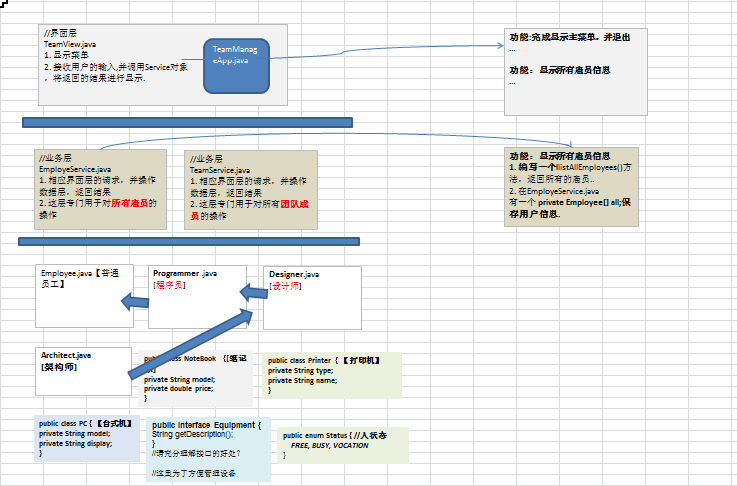 //界面层
TeamView.java
1. 显示菜单
2. 接收用户的输入,并调用Service对象
，将返回的结果进行显示.
TeamManag
eApp.java
功能:完成显示主菜单，并退出
...
功能：显示所有雇员信息
...
//业务层
EmployeService.java
1. 相应界面层的请求，并操作
数据层，返回结果
2. 这层专门用于对所有雇员的
操作
//业务层
TeamService.java
1. 相应界面层的请求，并操作
数据层，返回结果
2. 这层专门用于对所有团队成
员的操作
功能：显示所有雇员信息
1. 编写一个llistAllEmployees()方
法，返回所有的雇员..
2. 在EmployeService.java
有一个 private Employee[] all;保
存用户信息..
Employee.java【普通
员工】
Programmer .java
[程序员]
Designer.java
[设计师]
Architect.java
[架构师]
class NoteBook {[笔记
private String model;
private double price;
}
public class Printer {【打印机】
private String type;
private String name;
}
public class PC {【台式机】
private String model;
private String display;
}
public interface Equipment {
String getDescription();
}
//请充分理解接口的好处?
//这里为了方便管理设备
public enum Status { //人状态
FREE, BUSY, VOCATION
}